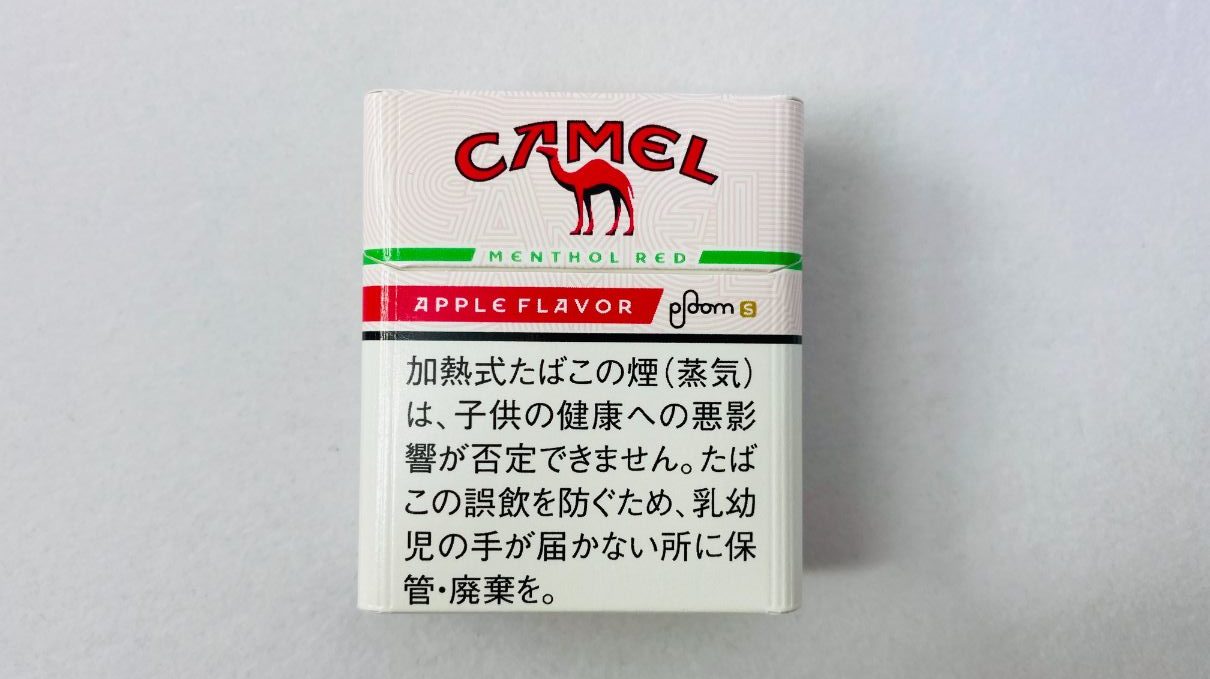 CAMEL
MENTHOL RED
APPLE FLAVOR ploom S
加熱式たばこの煙(蒸気)
は、子供の健康への悪影
響が否定できません。たば
この誤飲を防ぐため、乳幼
児の手が届かない所に保
管・廃棄を。